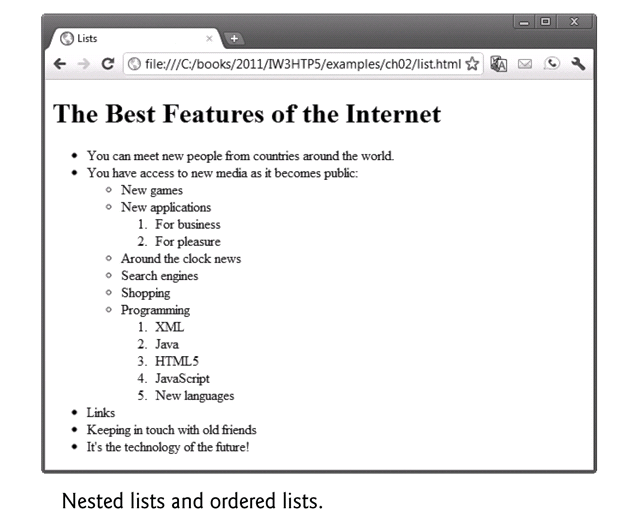 Lists
file:///C:/books/2011/IW3HTP5/examples/ch02/list.html
The Best Features of the Internet
• You can meet new people from countries around the world.
• You have access to new media as it becomes public:
◦ New games
◦ New applications
1. For business
2. For pleasure
◦ Around the clock news
◦ Search engines
◦ Shopping
◦ Programming
1. XML
2. Java
3. HTML5
4. JavaScript
5. New languages
• Links
• Keeping in touch with old friends
• It's the technology of the future!
Nested lists and ordered lists.